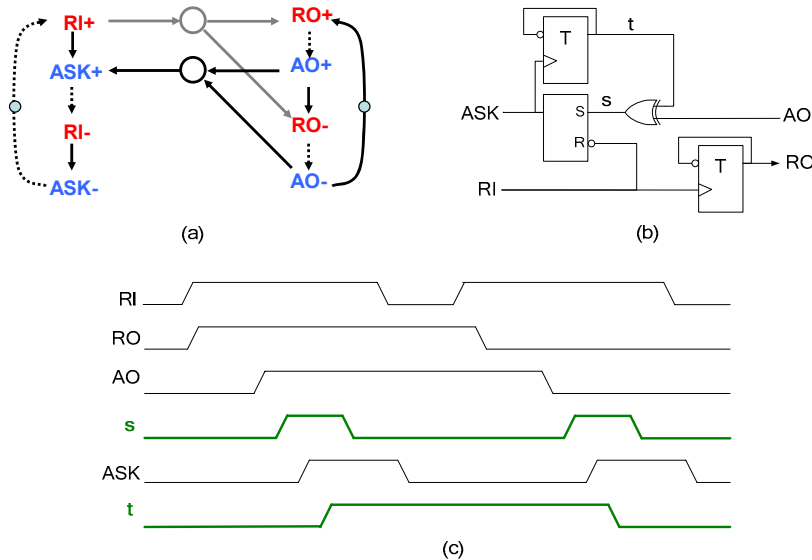 RI+
RO+
ASK+
AO+
RI-
RO-
ASK-
AO-
(a)
T
t
ASK
S
s
R
AO
T
RO
RI
(b)
RI
RO
AO
s
ASK
t
(c)